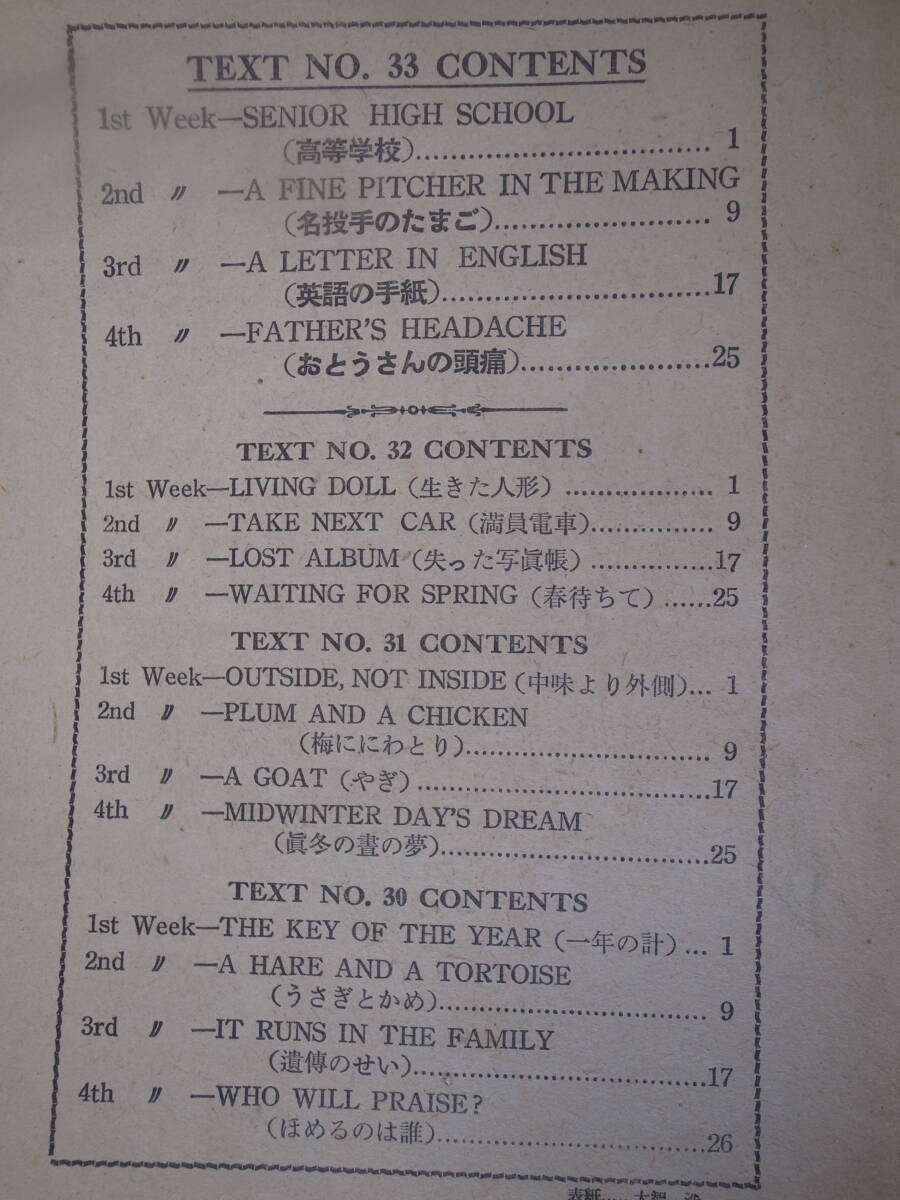 TEXT NO. 33 CONTENTS
1st Week—SENIOR HIGH SCHOOL
(高等学校)................................ 1
2nd 〃 —A FINE PITCHER IN THE MAKING
(名投手のたまご)........................ 9
3rd 〃 —A LETTER IN ENGLISH
(英語の手紙)..............................17
4th 〃 —FATHER'S HEADACHE
(おとうさんの頭痛)......................25
TEXT NO. 32 CONTENTS
1st Week—LIVING DOLL (生きた人形) .................. 1
2nd 〃 —TAKE NEXT CAR (満員電車)............... 9
3rd 〃 —LOST ALBUM (失った写眞帳) ...............17
4th 〃 —WAITING FOR SPRING (春待ちて) ......25
TEXT NO. 31 CONTENTS
1st Week—OUTSIDE, NOT INSIDE (中味より外側)... 1
2nd 〃 —PLUM AND A CHICKEN
(梅ににわとり)........................... 9
3rd 〃 —A GOAT (やぎ) .................................17
4th 〃 —MIDWINTER DAY'S DREAM
(眞冬の晝の夢)..............................25
TEXT NO. 30 CONTENTS
1st Week—THE KEY OF THE YEAR (一年の計) ... 1
2nd 〃 —A HARE AND A TORTOISE
(うさぎとかめ)............................... 9
3rd 〃 —IT RUNS IN THE FAMILY
(遺傳のせい).................................17
4th 〃 —WHO WILL PRAISE?
(ほめるのは誰)..............................26
表紙